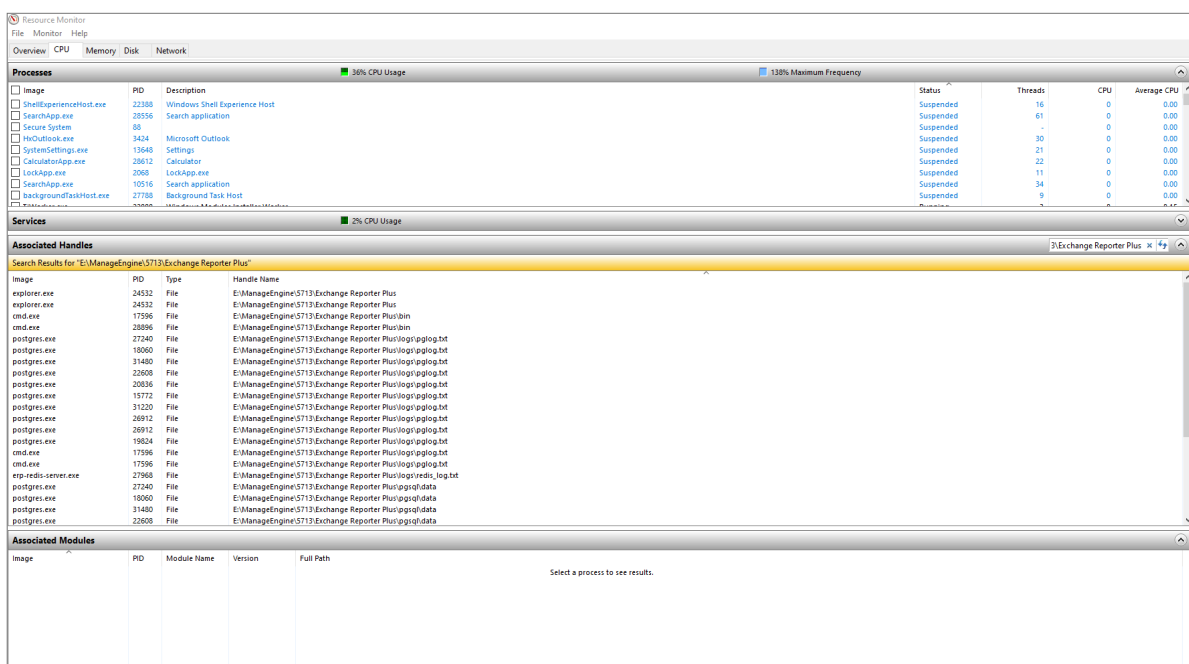 Resource Monitor
File Monitor Help
Overview CPU Memory Disk Network
Processes 36% CPU Usage 138% Maximum Frequency
Image PID Description Status Threads CPU Average CPU
ShellExperienceHost.exe 22388 Windows Shell Experience Host Suspended 16 0 0.00
SearchApp.exe 28556 Search application Suspended 61 0 0.00
Secure System 88 Suspended - 0 0.00
HxOutlook.exe 3424 Microsoft Outlook Suspended 30 0 0.00
SystemSettings.exe 13648 Settings Suspended 21 0 0.00
CalculatorApp.exe 28612 Calculator Suspended 22 0 0.00
LockApp.exe 2068 LockApp.exe Suspended 11 0 0.00
SearchApp.exe 10516 Search application Suspended 34 0 0.00
backgroundTaskHost.exe 27788 Background Task Host Suspended 9 0 0.00
Services 2% CPU Usage
Associated Handles 3\Exchange Reporter Plus
Search Results for "E:\ManageEngine\5713\Exchange Reporter Plus"
Image PID Type Handle Name
explorer.exe 24532 File E:\ManageEngine\5713\Exchange Reporter Plus
explorer.exe 24532 File E:\ManageEngine\5713\Exchange Reporter Plus
cmd.exe 17596 File E:\ManageEngine\5713\Exchange Reporter Plus\bin
cmd.exe 28896 File E:\ManageEngine\5713\Exchange Reporter Plus\bin
postgres.exe 27240 File E:\ManageEngine\5713\Exchange Reporter Plus\logs\pglog.txt
postgres.exe 18060 File E:\ManageEngine\5713\Exchange Reporter Plus\logs\pglog.txt
postgres.exe 31480 File E:\ManageEngine\5713\Exchange Reporter Plus\logs\pglog.txt
postgres.exe 22608 File E:\ManageEngine\5713\Exchange Reporter Plus\logs\pglog.txt
postgres.exe 20836 File E:\ManageEngine\5713\Exchange Reporter Plus\logs\pglog.txt
postgres.exe 15772 File E:\ManageEngine\5713\Exchange Reporter Plus\logs\pglog.txt
postgres.exe 31220 File E:\ManageEngine\5713\Exchange Reporter Plus\logs\pglog.txt
postgres.exe 26912 File E:\ManageEngine\5713\Exchange Reporter Plus\logs\pglog.txt
postgres.exe 26912 File E:\ManageEngine\5713\Exchange Reporter Plus\logs\pglog.txt
postgres.exe 19824 File E:\ManageEngine\5713\Exchange Reporter Plus\logs\pglog.txt
cmd.exe 17596 File E:\ManageEngine\5713\Exchange Reporter Plus\logs\pglog.txt
cmd.exe 17596 File E:\ManageEngine\5713\Exchange Reporter Plus\logs\pglog.txt
erp-redis-server.exe 27968 File E:\ManageEngine\5713\Exchange Reporter Plus\logs\redis_log.txt
postgres.exe 27240 File E:\ManageEngine\5713\Exchange Reporter Plus\pgsql\data
postgres.exe 18060 File E:\ManageEngine\5713\Exchange Reporter Plus\pgsql\data
postgres.exe 31480 File E:\ManageEngine\5713\Exchange Reporter Plus\pgsql\data
postgres.exe 22608 File E:\ManageEngine\5713\Exchange Reporter Plus\pgsql\data
Associated Modules
Image PID Module Name Version Full Path
Select a process to see results.